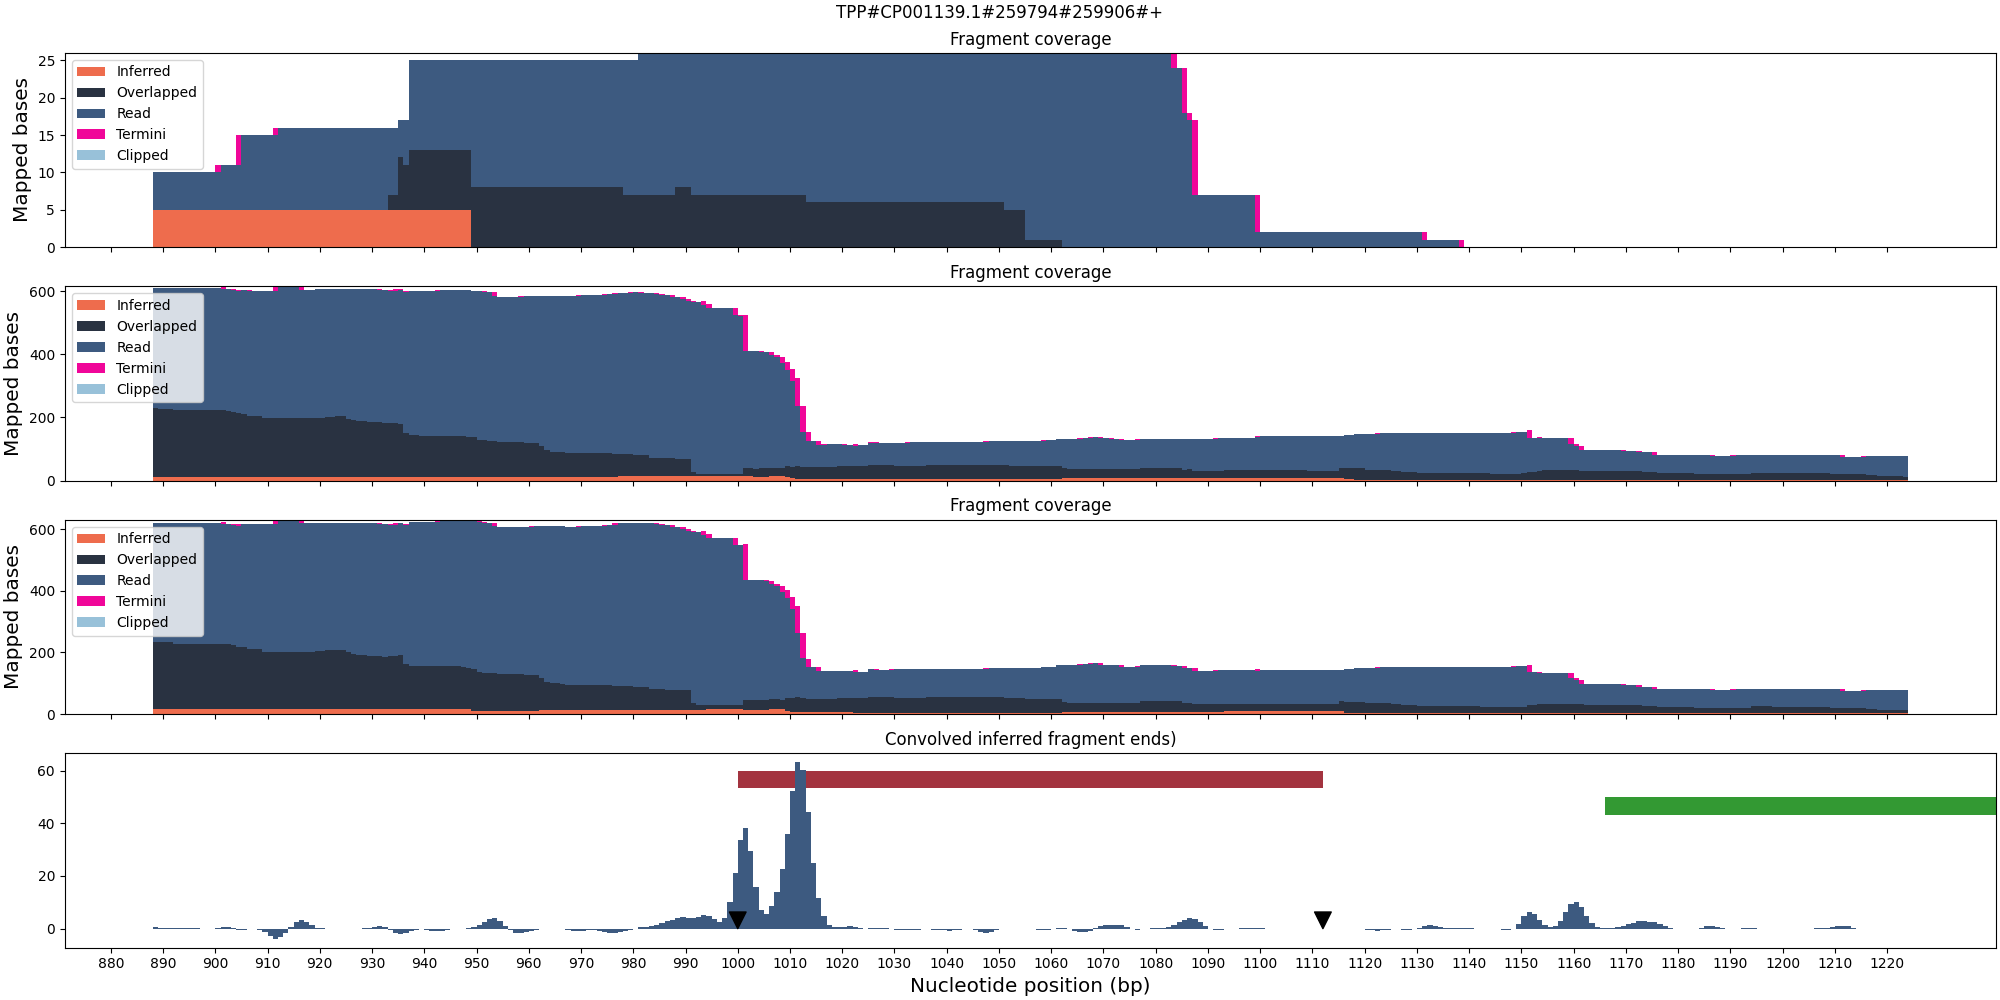 TPP#CP001139.1#259794#259906#+
Fragment coverage
Mapped bases
25
20
15
10
5
0
Inferred
Overlapped
Read
Termini
Clipped
Fragment coverage
Mapped bases
600
400
200
0
Inferred
Overlapped
Read
Termini
Clipped
Fragment coverage
Mapped bases
600
400
200
0
Inferred
Overlapped
Read
Termini
Clipped
Convolved inferred fragment ends)
60
40
20
0
880 890 900 910 920 930 940 950 960 970 980 990 1000 1010 1020 1030 1040 1050 1060 1070 1080 1090 1100 1110 1120 1130 1140 1150 1160 1170 1180 1190 1200 1210 1220
Nucleotide position (bp)